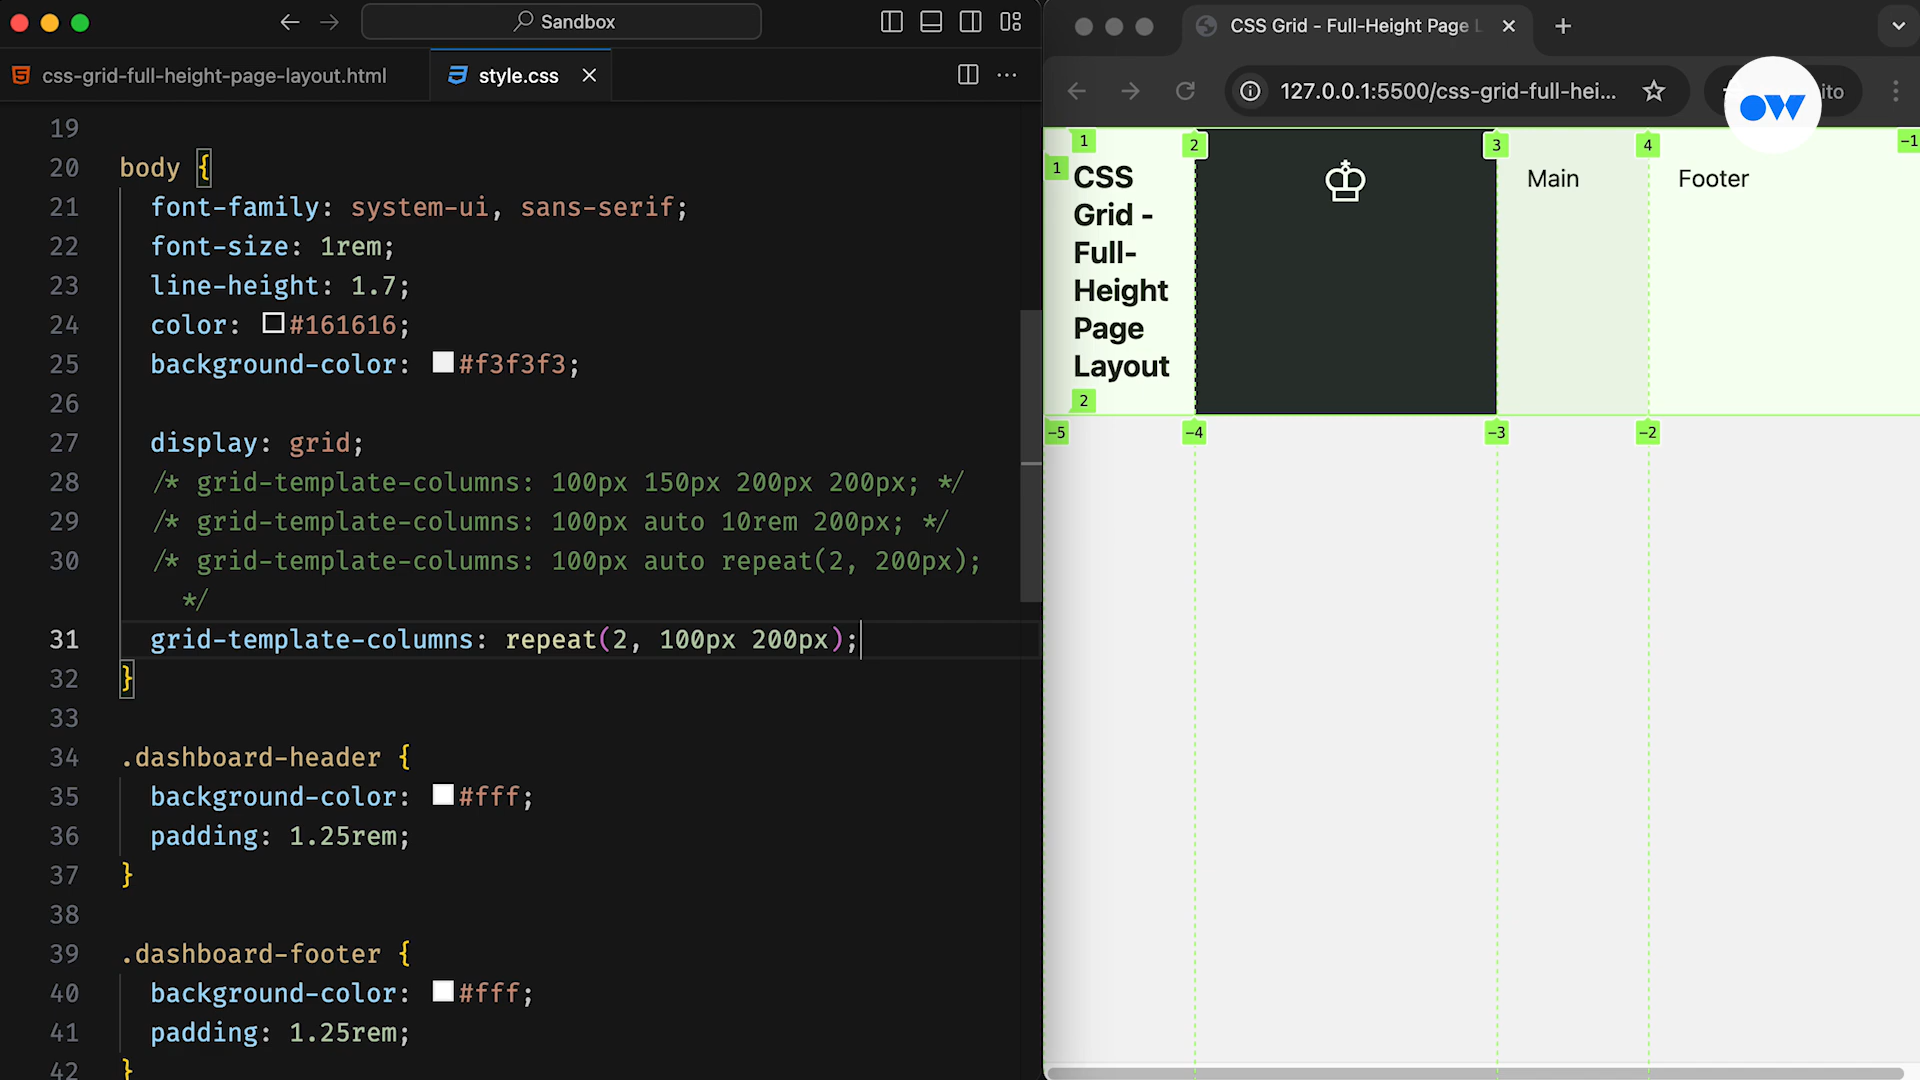 Sandbox
css-grid-full-height-page-layout.html
style.css
19
20 body {
21 font-family: system-ui, sans-serif;
22 font-size: 1rem;
23 line-height: 1.7;
24 color: #161616;
25 background-color: #f3f3f3;
26
27 display: grid;
28 /* grid-template-columns: 100px 150px 200px 200px; */
29 /* grid-template-columns: 100px auto 10rem 200px; */
30 /* grid-template-columns: 100px auto repeat(2, 200px);
*/
31 grid-template-columns: repeat(2, 100px 200px);
32 }
33
34 .dashboard-header {
35 background-color: #fff;
36 padding: 1.25rem;
37 }
38
39 .dashboard-footer {
40 background-color: #fff;
41 padding: 1.25rem;
42 }
CSS Grid - Full-Height Page L
127.0.0.1:5500/css-grid-full-hei...
ito
OW
1 2 3 4 -1
1
CSS
Grid -
Full-
Height
Page
Layout
Main
Footer
2
-5 -4 -3 -2